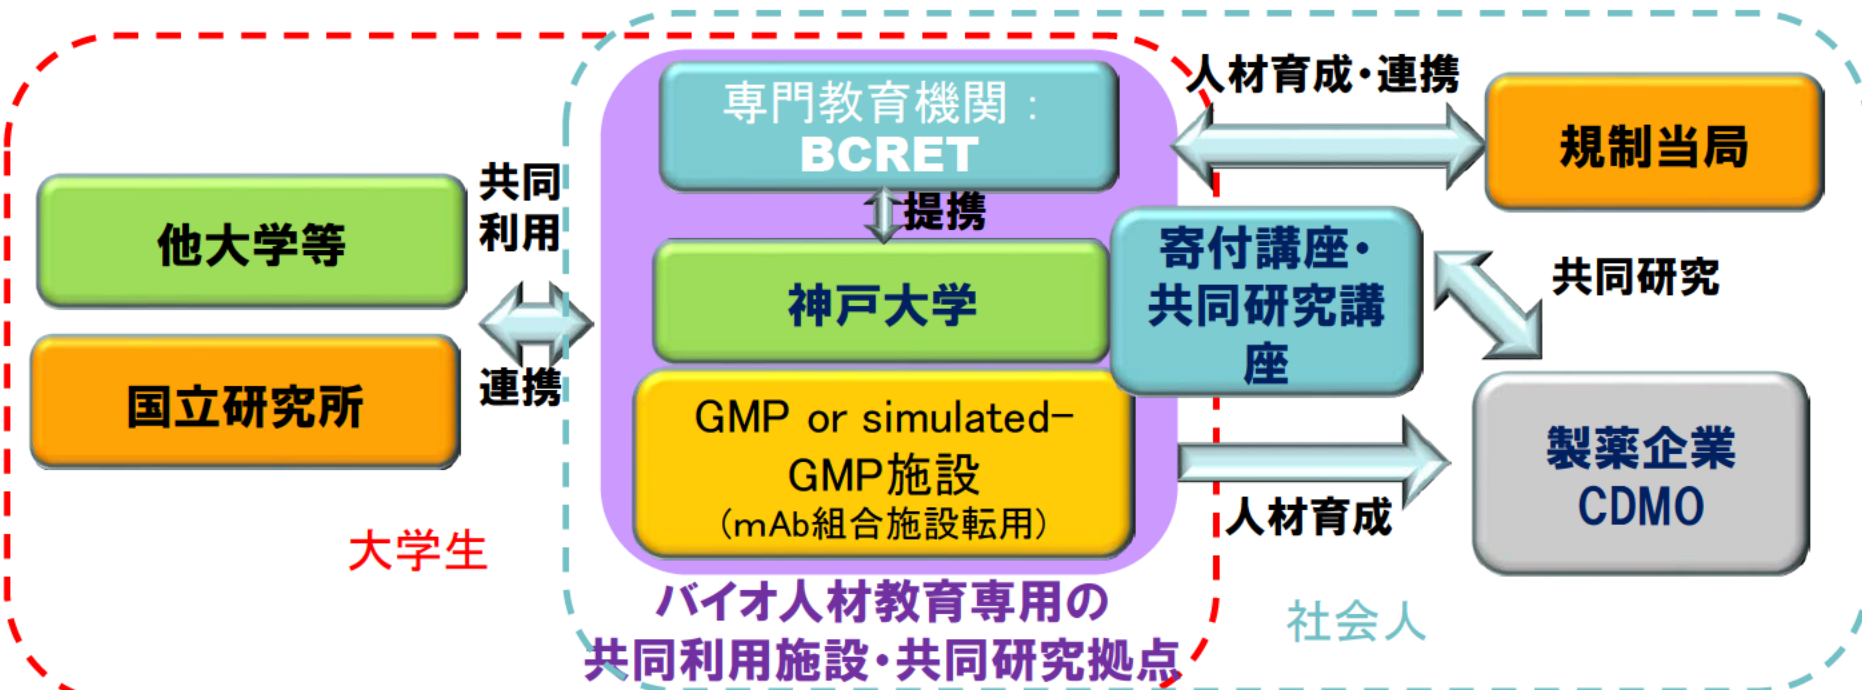 専門教育機関：
BCRET
人材育成・連携
規制当局
他大学等
共同
利用
提携
神戸大学
寄付講座・
共同研究講
座
共同研究
国立研究所
連携
GMP or simulated-
GMP施設
(mAb組合施設転用)
製薬企業
CDMO
人材育成
大学生
バイオ人材教育専用の
共同利用施設・共同研究拠点
社会人